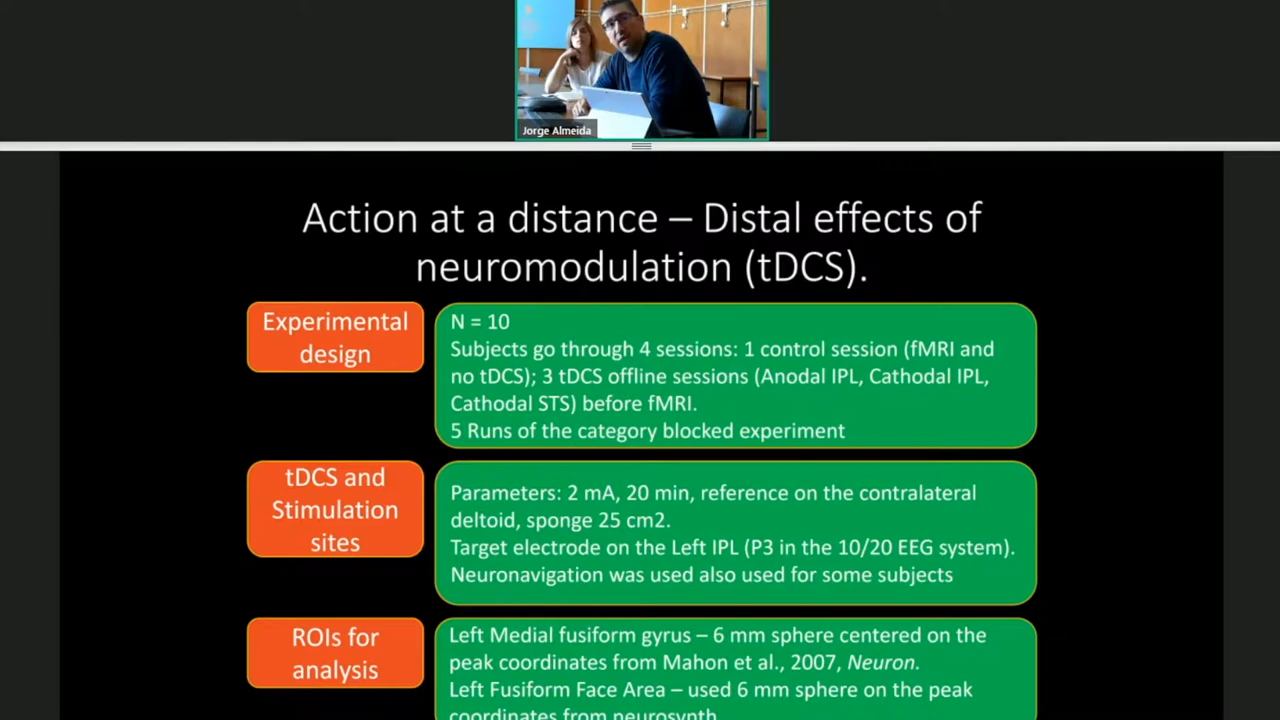 Jorge Almeida
Action at a distance – Distal effects of
neuromodulation (tDCS).
Experimental
design
N = 10
Subjects go through 4 sessions: 1 control session (fMRI and
no tDCS); 3 tDCS offline sessions (Anodal IPL, Cathodal IPL,
Cathodal STS) before fMRI.
5 Runs of the category blocked experiment
tDCS and
Stimulation
sites
Parameters: 2 mA, 20 min, reference on the contralateral
deltoid, sponge 25 cm2.
Target electrode on the Left IPL (P3 in the 10/20 EEG system).
Neuronavigation was used also used for some subjects
ROIs for
analysis
Left Medial fusiform gyrus – 6 mm sphere centered on the
peak coordinates from Mahon et al., 2007, Neuron.
Left Fusiform Face Area – used 6 mm sphere on the peak
coordinates from neurosynth